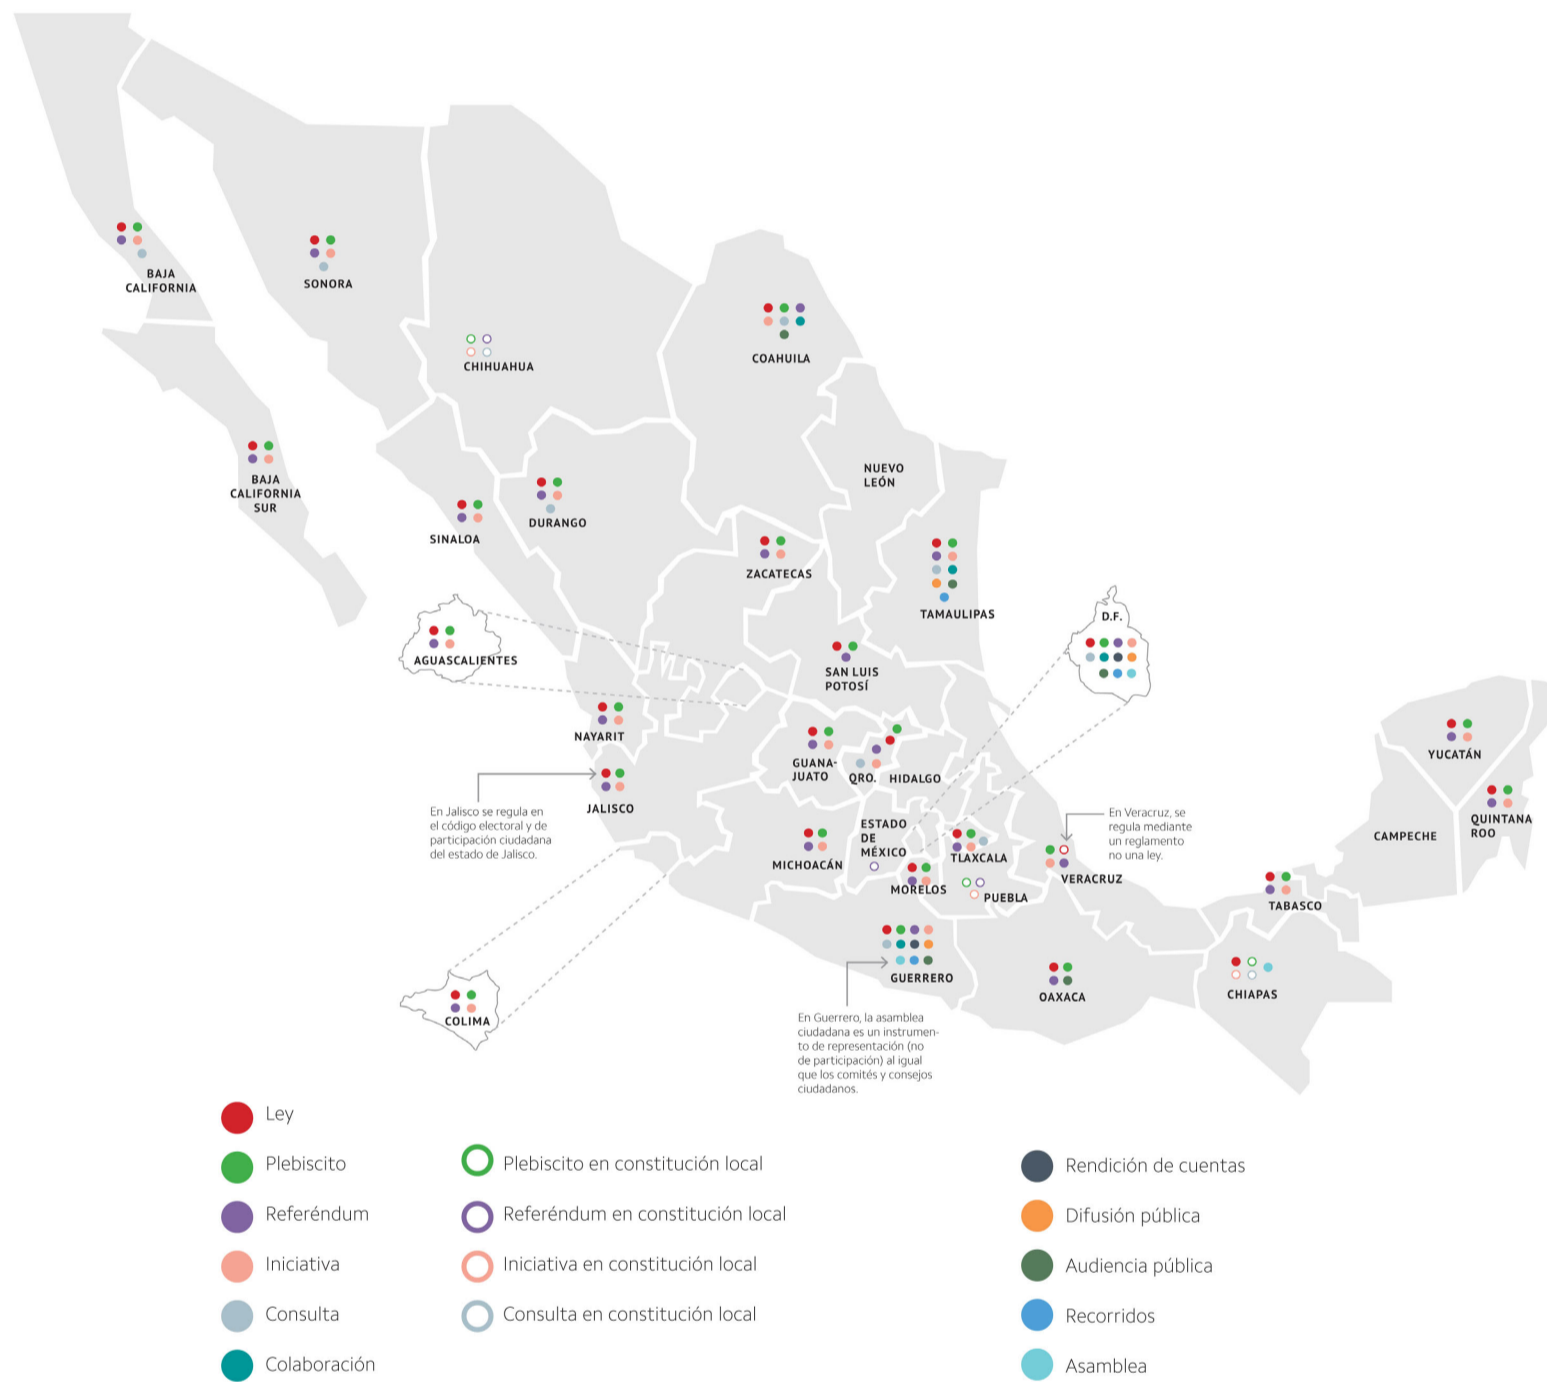 BAJA
CALIFORNIA
SONORA
CHIHUAHUA
COAHUILA
BAJA
CALIFORNIA
SUR
SINALOA
DURANGO
NUEVO
LEÓN
ZACATECAS
TAMAULIPAS
D.F.
AGUASCALIENTES
SAN LUIS
POTOSÍ
NAYARIT
GUANA-
JUATO
QRO.
HIDALGO
YUCATÁN
JALISCO
En Jalisco se regula en
el código electoral y de
participación ciudadana
del estado de Jalisco.
MICHOACÁN
ESTADO
DE
MÉXICO
TLAXCALA
MORELOS
PUEBLA
En Veracruz, se
regula mediante
un reglamento
no una ley.
VERACRUZ
CAMPECHE
QUINTANA
ROO
TABASCO
GUERRERO
OAXACA
CHIAPAS
COLIMA
En Guerrero, la asamblea
ciudadana es un instrumen-
to de representación (no
de participación) al igual
que los comités y consejos
ciudadanos.
Ley
Plebiscito
Referéndum
Iniciativa
Consulta
Colaboración
Plebiscito en constitución local
Referéndum en constitución local
Iniciativa en constitución local
Consulta en constitución local
Rendición de cuentas
Difusión pública
Audiencia pública
Recorridos
Asamblea